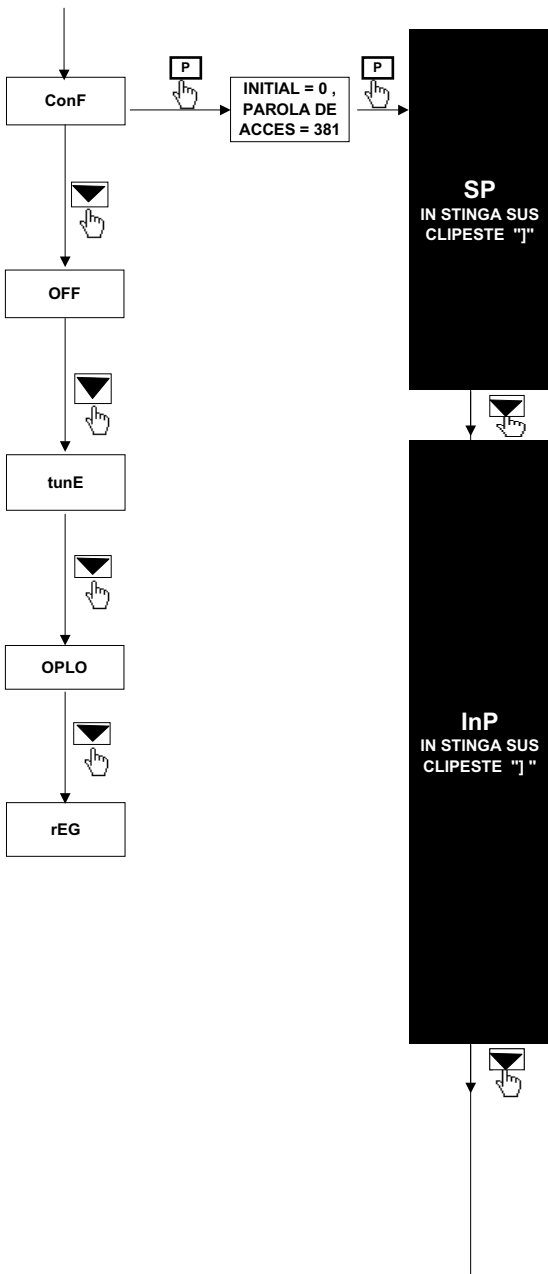 P
P
ConF
INITIAL = 0 ,
PAROLA DE
ACCES = 381
SP
IN STINGA SUS
CLIPESTE "]"
OFF
tunE
OPLO
InP
IN STINGA SUS
CLIPESTE "] "
rEG